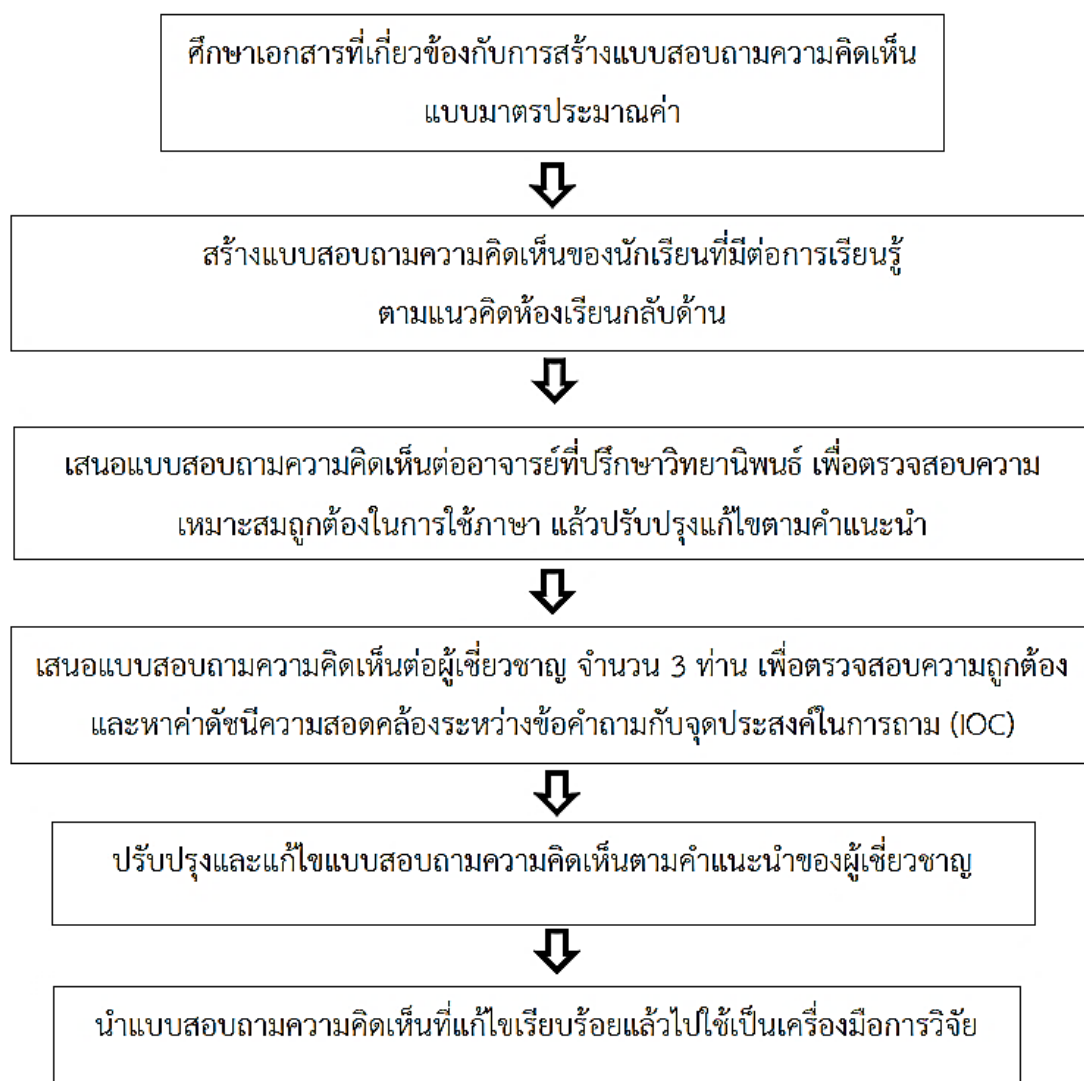 ศึกษาเอกสารที่เกี่ยวข้องกับการสร้างแบบสอบถามความคิดเห็น
แบบมาตรประมาณค่า
สร้างแบบสอบถามความคิดเห็นของนักเรียนที่มีต่อการเรียนรู้
ตามแนวคิดห้องเรียนกลับด้าน
เสนอแบบสอบถามความคิดเห็นต่ออาจารย์ที่ปรึกษาวิทยานิพนธ์ เพื่อตรวจสอบความ
เหมาะสมถูกต้องในการใช้ภาษา แล้วปรับปรุงแก้ไขตามคำแนะนำ
เสนอแบบสอบถามความคิดเห็นต่อผู้เชี่ยวชาญ จำนวน 3 ท่าน เพื่อตรวจสอบความถูกต้อง
และหาค่าดัชนีความสอดคล้องระหว่างข้อคำถามกับจุดประสงค์ในการถาม (IOC)
ปรับปรุงและแก้ไขแบบสอบถามความคิดเห็นตามคำแนะนำของผู้เชี่ยวชาญ
นำแบบสอบถามความคิดเห็นที่แก้ไขเรียบร้อยแล้วไปใช้เป็นเครื่องมือการวิจัย